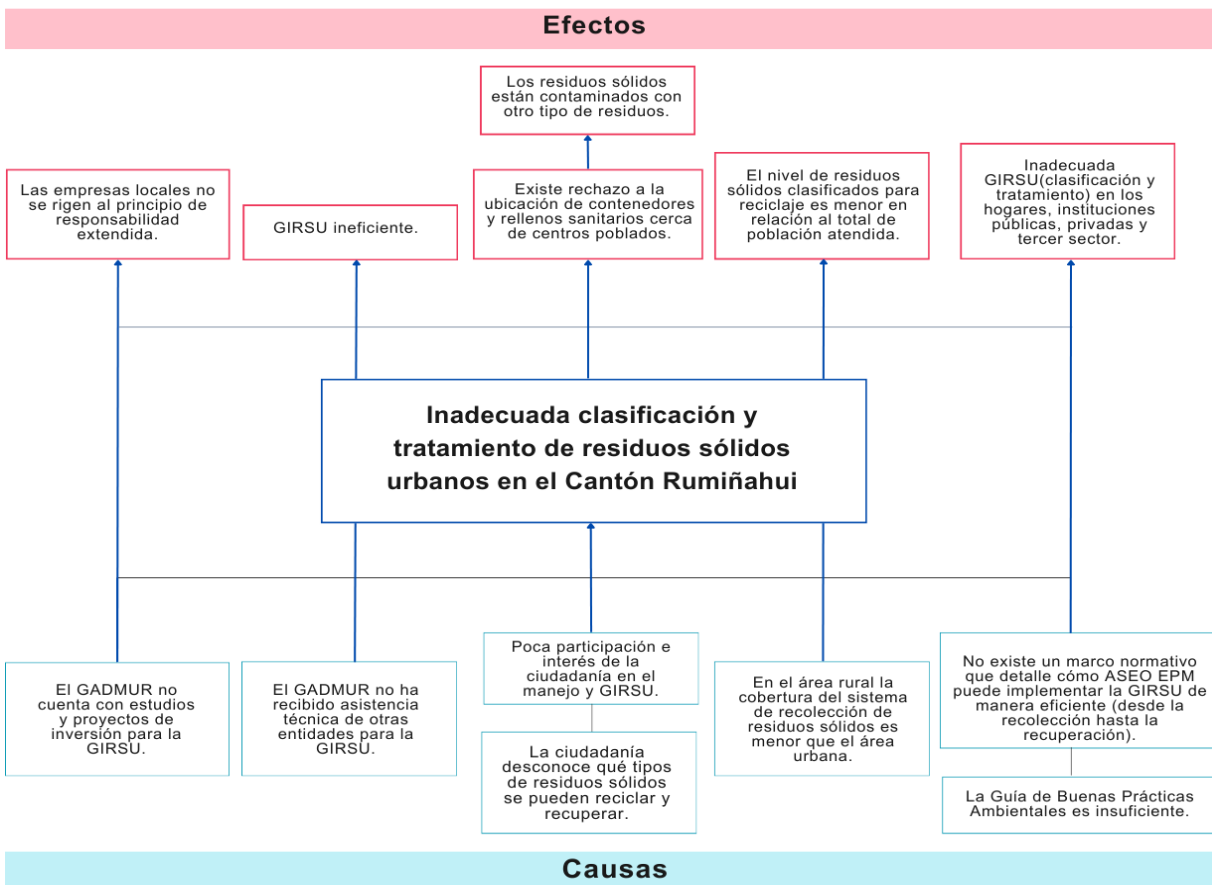 Efectos
Los residuos sólidos
están contaminados con
otro tipo de residuos.
Las empresas locales no
se rigen al principio de
responsabilidad
extendida.
GIRSU ineficiente.
Existe rechazo a la
ubicación de contenedores
y rellenos sanitarios cerca
de centros poblados.
El nivel de residuos
sólidos clasificados para
reciclaje es menor en
relación al total de
población atendida.
Inadecuada
GIRSU(clasificación y
tratamiento) en los
hogares, instituciones
públicas, privadas y
tercer sector.
Inadecuada clasificación y
tratamiento de residuos sólidos
urbanos en el Cantón Rumiñahui
El GADMUR no
cuenta con estudios
y proyectos de
inversión para la
GIRSU.
El GADMUR no ha
recibido asistencia
técnica de otras
entidades para la
GIRSU.
Poca participación e
interés de la
ciudadanía en el
manejo y GIRSU.
La ciudadanía
desconoce qué tipos
de residuos sólidos
se pueden reciclar y
recuperar.
En el área rural la
cobertura del sistema
de recolección de
residuos sólidos es
menor que el área
urbana.
No existe un marco normativo
que detalle cómo ASEO EPM
puede implementar la GIRSU de
manera eficiente (desde la
recolección hasta la
recuperación).
La Guía de Buenas Prácticas
Ambientales es insuficiente.
Causas